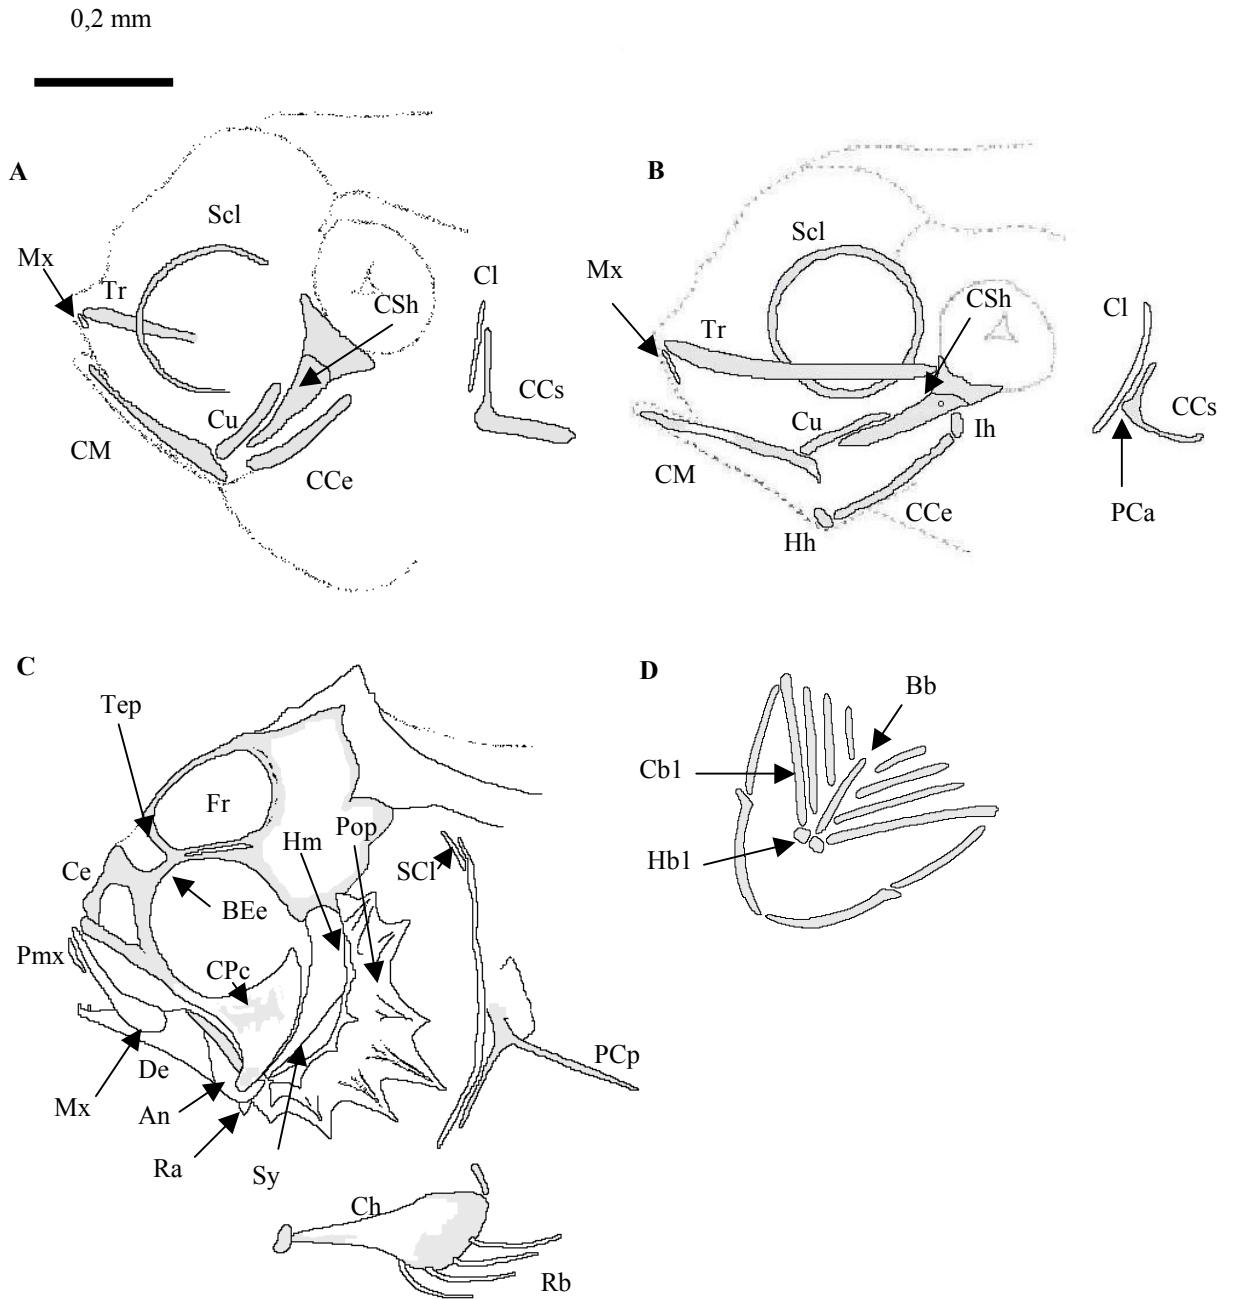 0,2 mm
A
Scl
Mx
Tr
Cl
CSh
CCs
Cu
CM
CCe
B
Scl
Mx
CSh
Cl
Tr
CCs
Cu
Ih
CM
CCe
PCa
Hh
C
Tep
Fr
Pop
Hm
Ce
SCl
BEe
Pmx
CPc
PCp
De
Mx
An
Ra
Sy
Ch
Rb
D
Bb
Cb1
Hb1